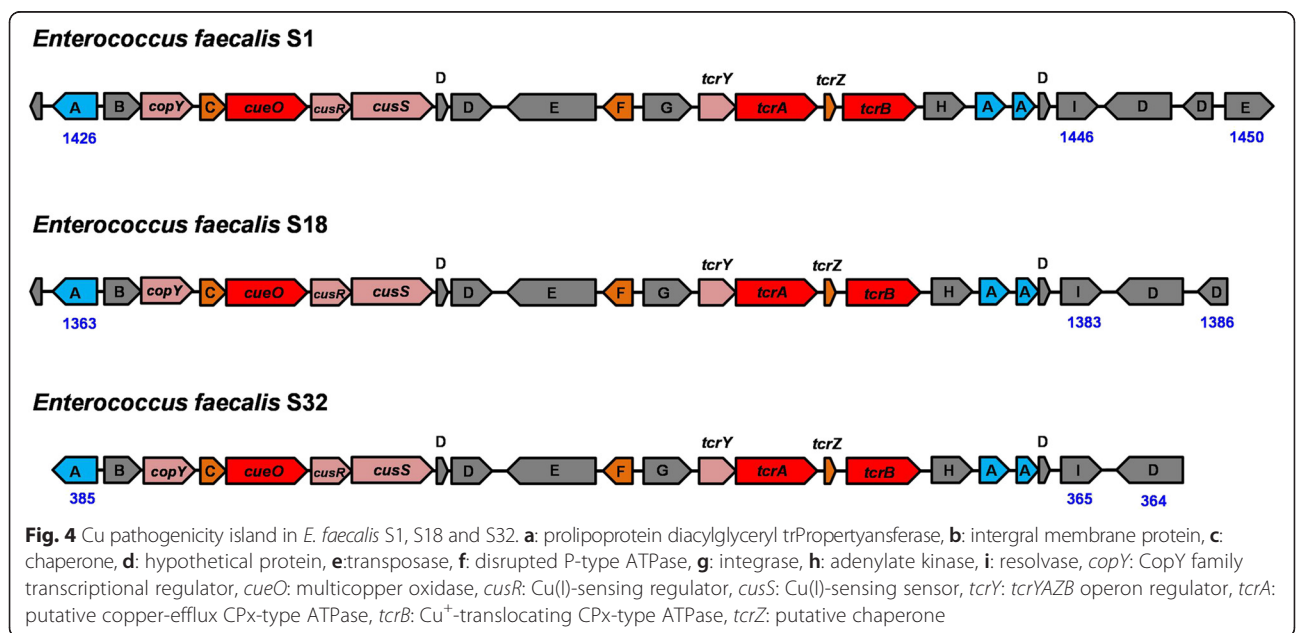 Enterococcus faecalis S1
D tcrY tcrZ D
A B copY C cueO cusR cusS D E F G tcrA tcrB H A A I D D E
1426 1446 1450
Enterococcus faecalis S18
D tcrY tcrZ D
A B copY C cueO cusR cusS D E F G tcrA tcrB H A A I D D
1363 1383 1386
Enterococcus faecalis S32
D tcrY tcrZ D
A B copY C cueO cusR cusS D E F G tcrA tcrB H A A I D
385 365 364
Fig. 4 Cu pathogenicity island in E. faecalis S1, S18 and S32. a: prolipoprotein diacylglyceryl trPropertyansferase, b: intergral membrane protein, c:
chaperone, d: hypothetical protein, e:transposase, f: disrupted P-type ATPase, g: integrase, h: adenylate kinase, i: resolvase, copY: CopY family
transcriptional regulator, cueO: multicopper oxidase, cusR: Cu(I)-sensing regulator, cusS: Cu(I)-sensing sensor, tcrY: tcrYAZB operon regulator, tcrA:
putative copper-efflux CPx-type ATPase, tcrB: Cu⁺-translocating CPx-type ATPase, tcrZ: putative chaperone